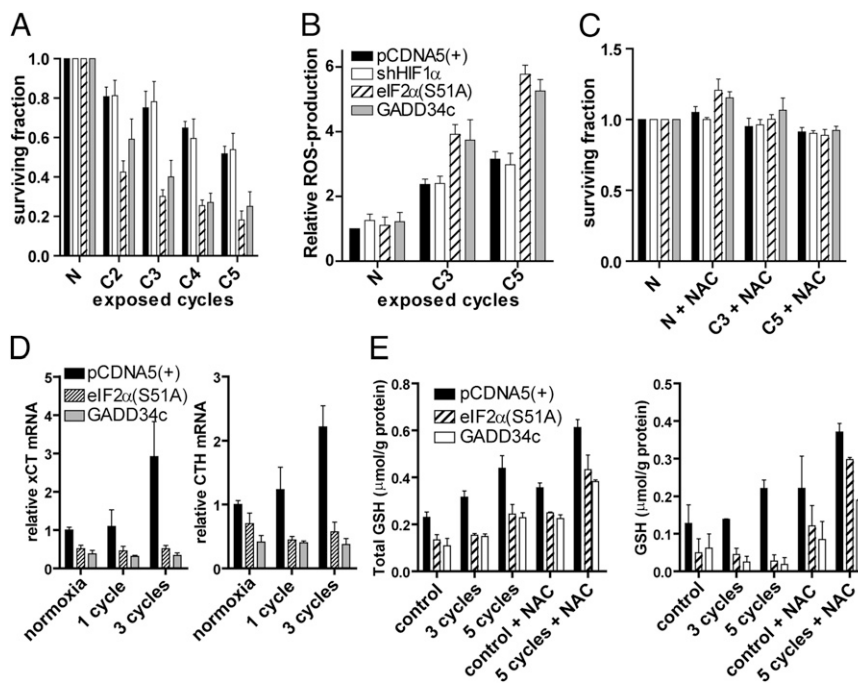 A
surviving fraction
1.0
0.8
0.6
0.4
0.2
0.0
N
C2
C3
C4
C5
exposed cycles
B
Relative ROS-production
6
4
2
0
pCDNA5(+)
shHIF1α
eIF2α(S51A)
GADD34c
N
C3
C5
exposed cycles
C
surviving fraction
1.5
1.0
0.5
0.0
N
N + NAC
C3 + NAC
C5 + NAC
D
relative xCT mRNA
5
4
3
2
1
0
pCDNA5(+)
eIF2α(S51A)
GADD34c
normoxia
1 cycle
3 cycles
relative CTH mRNA
3
2
1
0
normoxia
1 cycle
3 cycles
E
Total GSH (μmol/g protein)
0.8
0.6
0.4
0.2
0.0
pCDNA5(+)
eIF2α(S51A)
GADD34c
control
3 cycles
5 cycles
control + NAC
5 cycles + NAC
GSH (μmol/g protein)
0.5
0.4
0.3
0.2
0.1
0.0
control
3 cycles
5 cycles
control + NAC
5 cycles + NAC